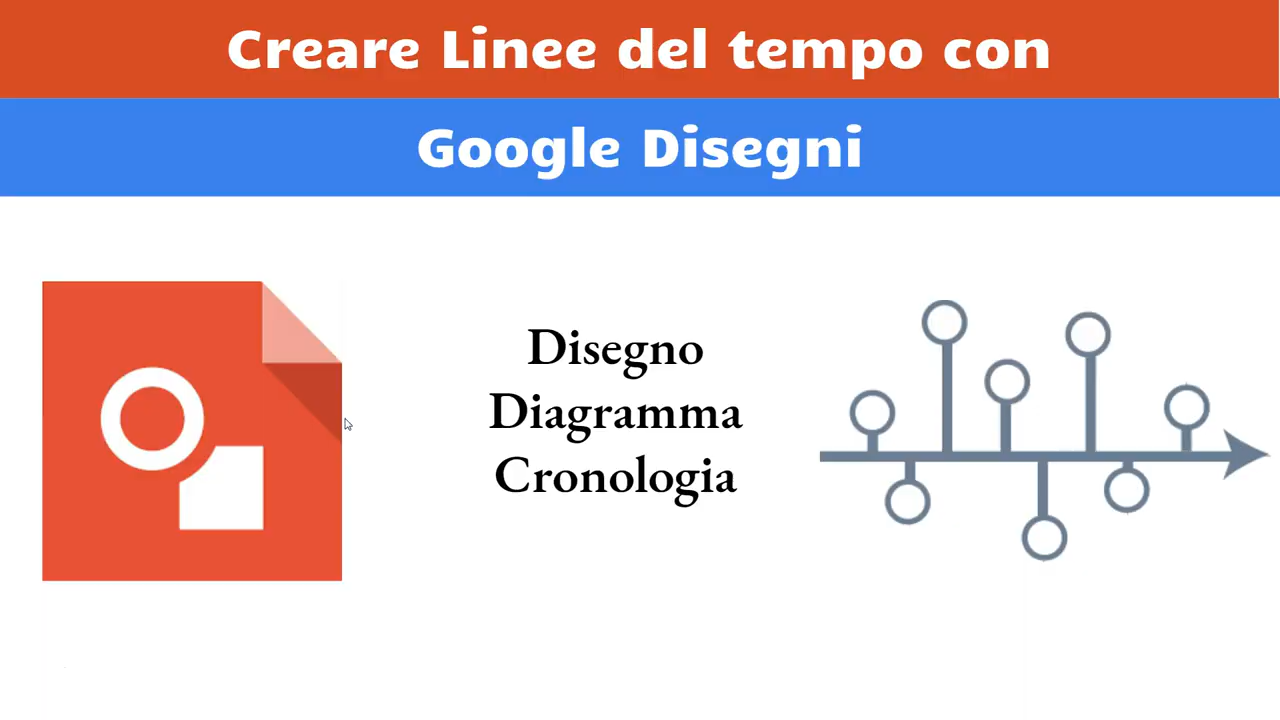 Creare Linee del tempo con
Google Disegni
Disegno
Diagramma
Cronologia